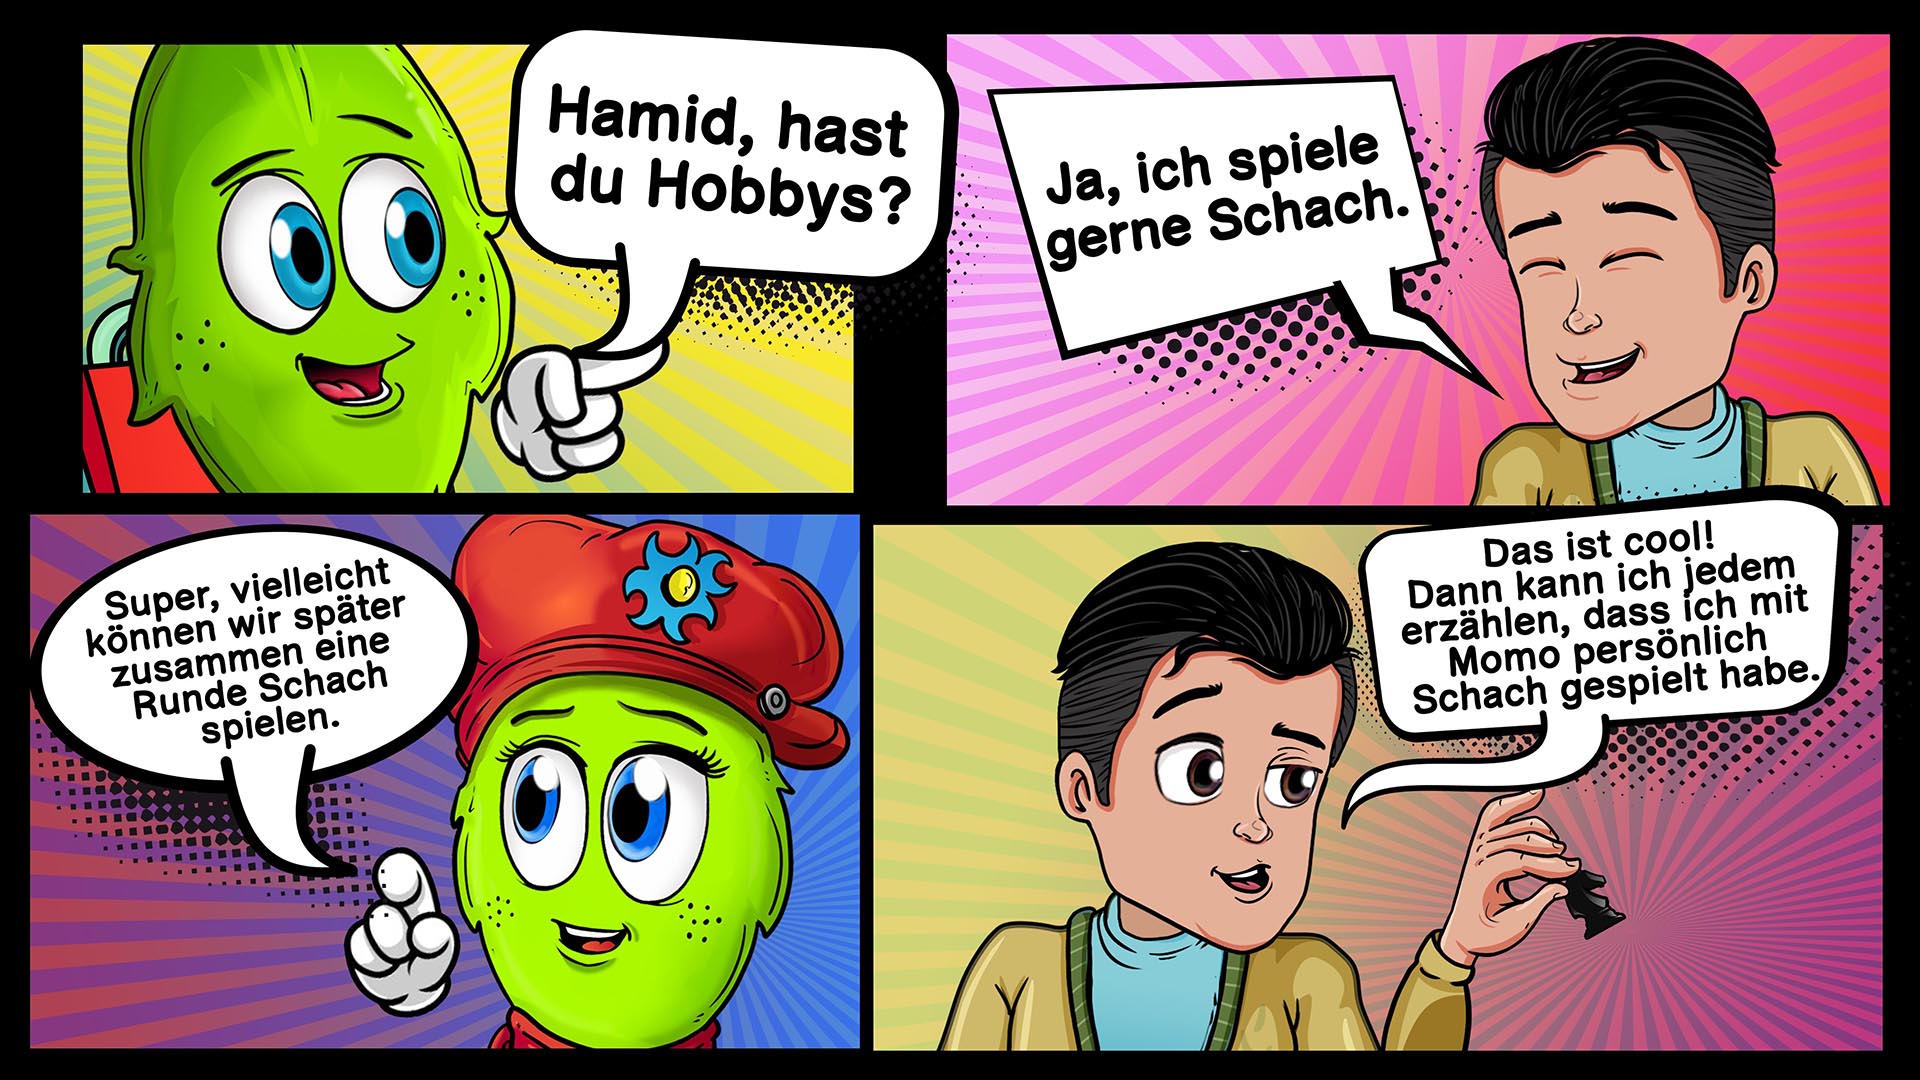 Hamid, hast
du Hobbys?
Ja, ich spiele
gerne Schach.
Super, vielleicht
können wir später
zusammen eine
Runde Schach
spielen.
Das ist cool!
Dann kann ich jedem
erzählen, dass ich mit
Momo persönlich
Schach gespielt habe.